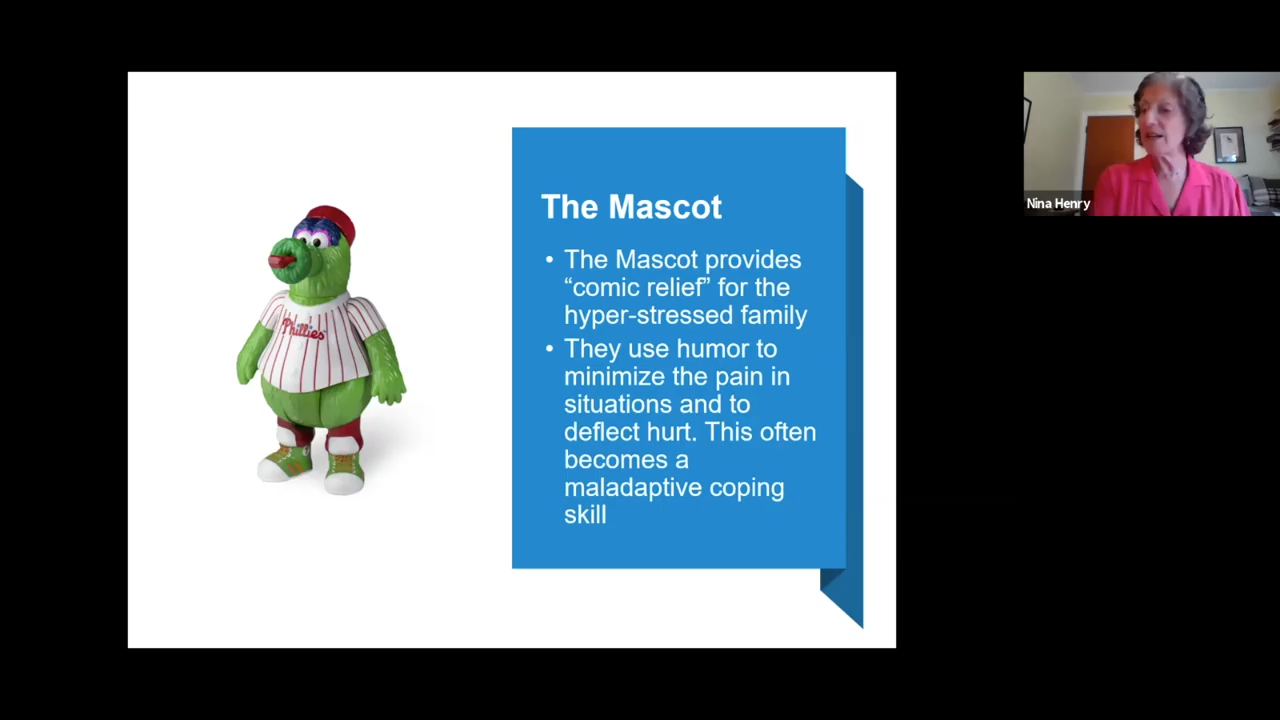 The Mascot
• The Mascot provides
“comic relief” for the
hyper-stressed family
• They use humor to
minimize the pain in
situations and to
deflect hurt. This often
becomes a
maladaptive coping
skill
Phillies
Nina Henry